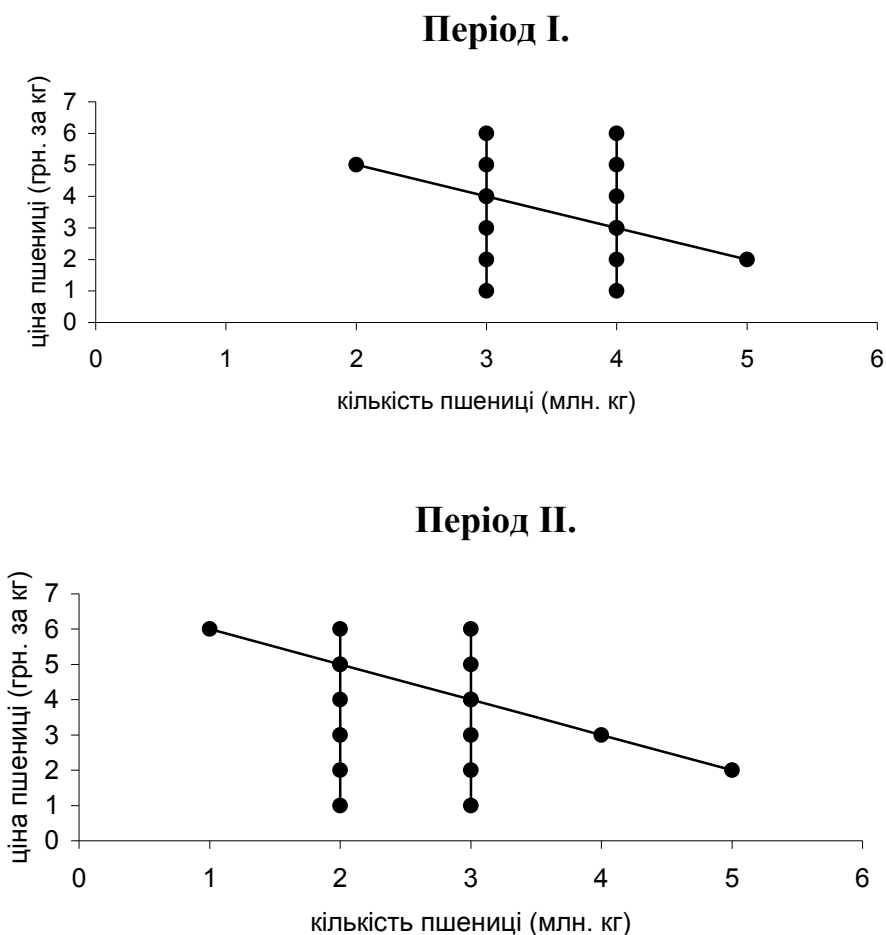 Період I.
ціна пшениці (грн. за кг)
7
6
5
4
3
2
1
0
0 1 2 3 4 5 6
кількість пшениці (млн. кг)
Період II.
ціна пшениці (грн. за кг)
7
6
5
4
3
2
1
0
0 1 2 3 4 5 6
кількість пшениці (млн. кг)